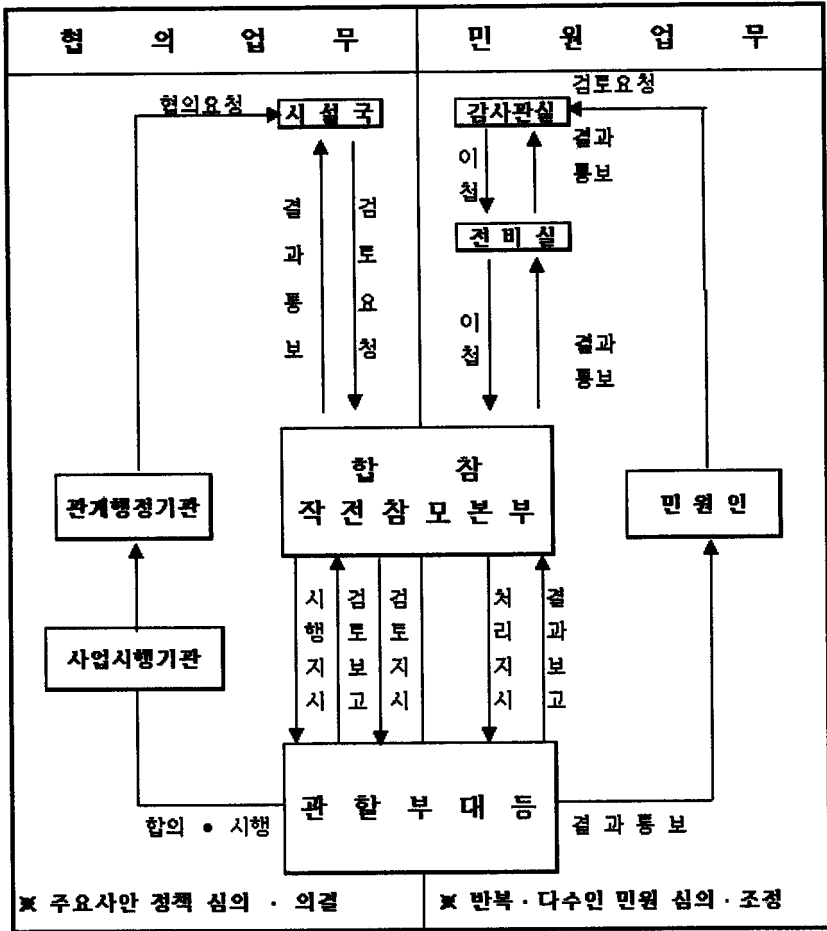 협 의 업 무
민 원 업 무
협의요청
시 설 국
검토요청
감사관실
결과
통보
이첩
전 비 실
결과통보
검토요청
이첩
결과
통보
합 참
작 전 참 모 본 부
관계행정기관
민 원 인
사업시행기관
시행지시
검토보고
검토지시
처리지시
결과보고
관 할 부 대 등
합의 • 시행
결 과 통 보
※ 주요사안 정책 심의 · 의결
※ 반복 · 다수인 민원 심의 · 조정